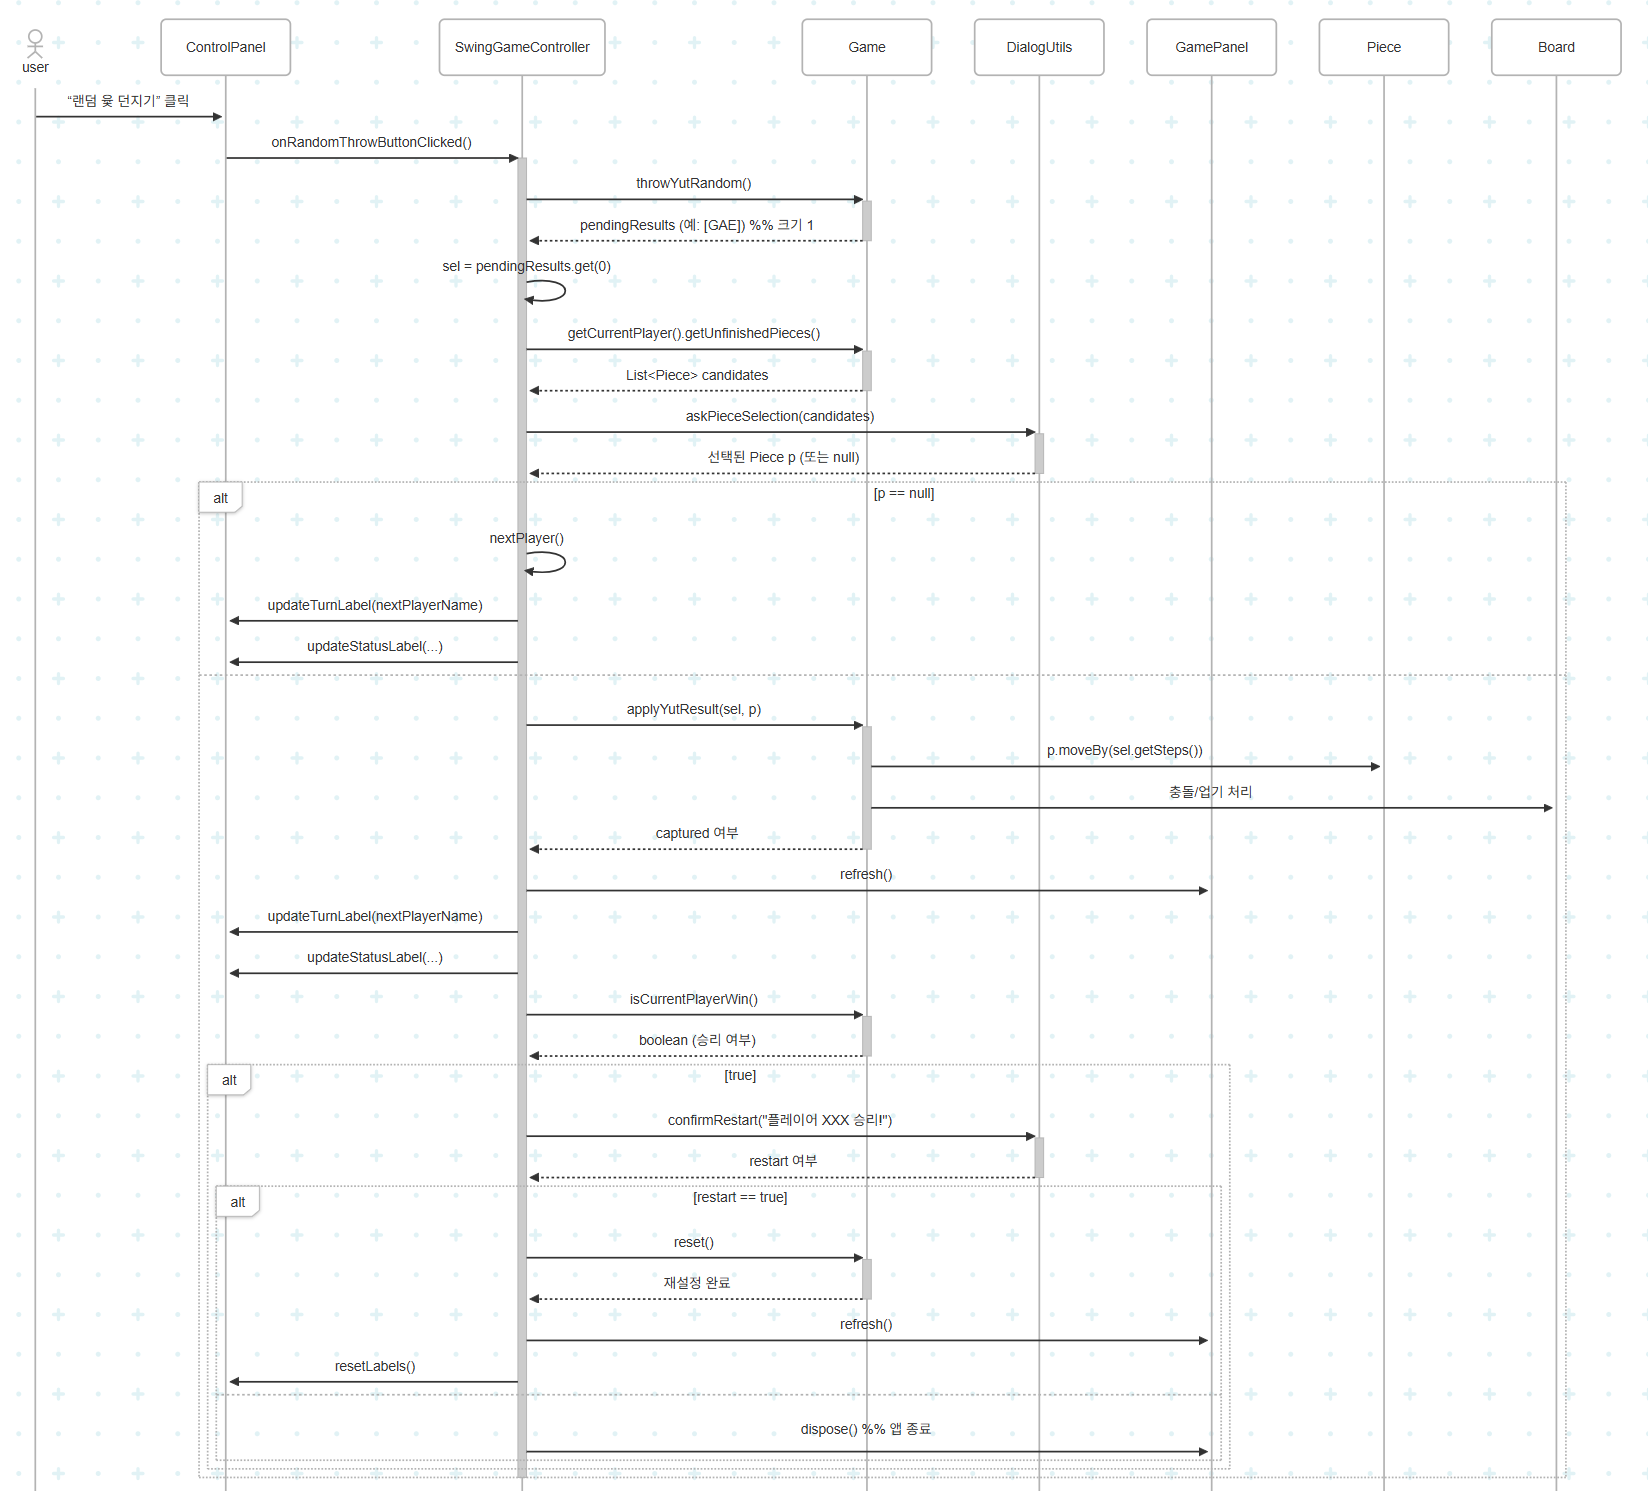 user
ControlPanel
SwingGameController
Game
DialogUtils
GamePanel
Piece
Board
“랜덤 윷 던지기” 클릭
onRandomThrowButtonClicked()
throwYutRandom()
pendingResults (예: [GAE]) %% 크기 1
sel = pendingResults.get(0)
getCurrentPlayer().getUnfinishedPieces()
List<Piece> candidates
askPieceSelection(candidates)
선택된 Piece p (또는 null)
alt
[p == null]
nextPlayer()
updateTurnLabel(nextPlayerName)
updateStatusLabel(...)
applyYutResult(sel, p)
p.moveBy(sel.getSteps())
충돌/업기 처리
captured 여부
refresh()
updateTurnLabel(nextPlayerName)
updateStatusLabel(...)
isCurrentPlayerWin()
boolean (승리 여부)
alt
[true]
confirmRestart("플레이어 XXX 승리!")
restart 여부
alt
[restart == true]
reset()
재설정 완료
refresh()
resetLabels()
dispose() %% 앱 종료